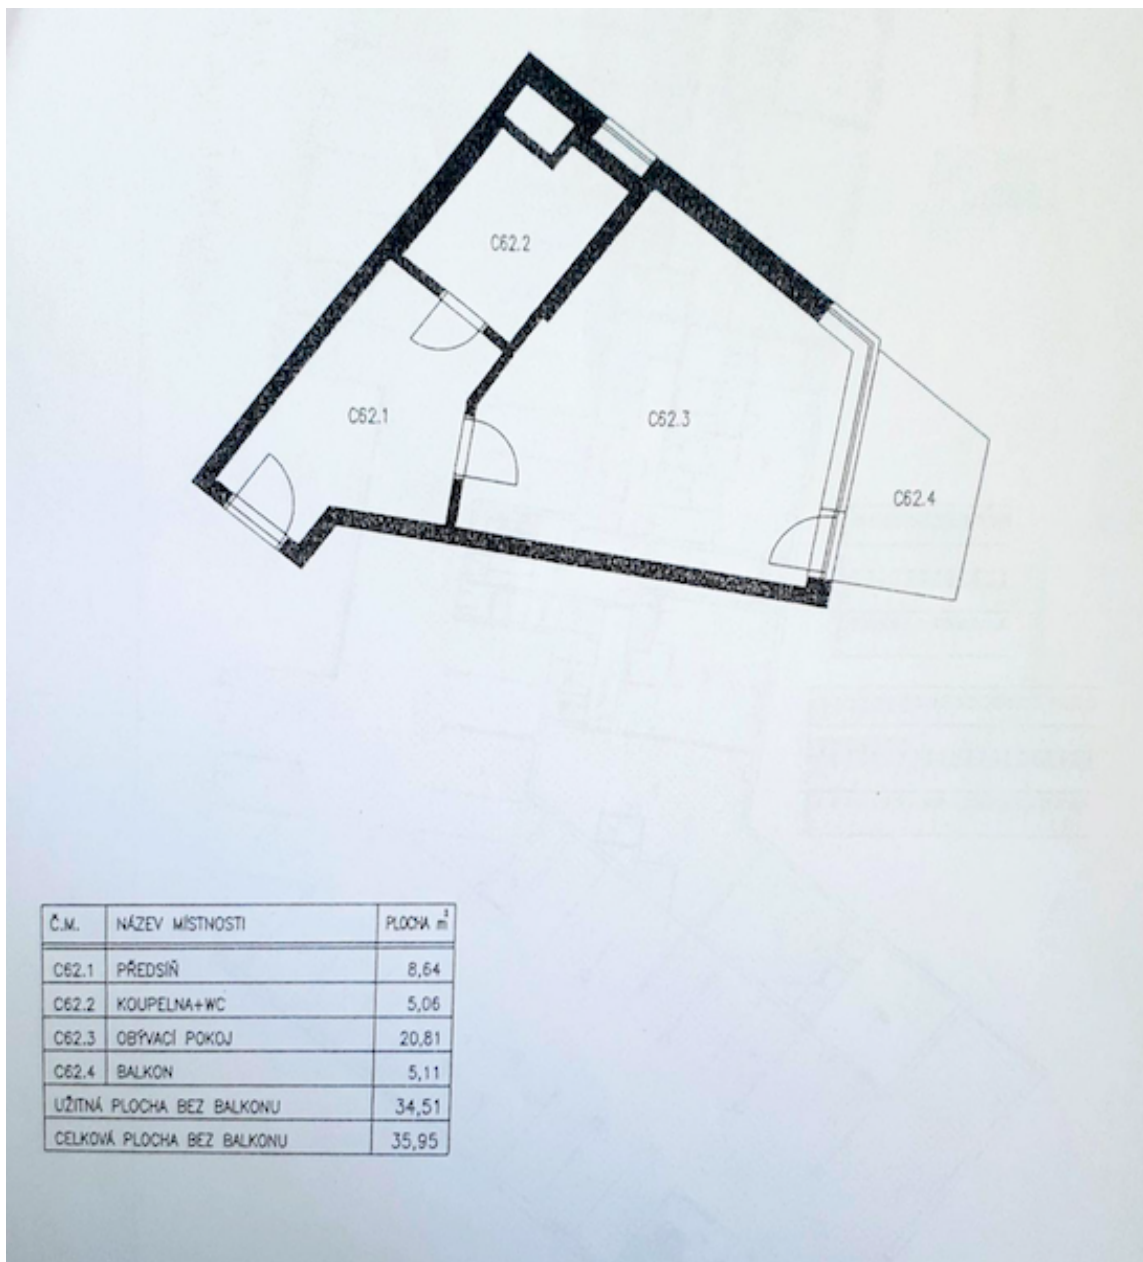 C62.2
C62.1
C62.3
C62.4
Č.M. NÁZEV MÍSTNOSTI PLOCHA m²
C62.1 PŘEDSÍŇ 8,64
C62.2 KOUPELNA+WC 5,06
C62.3 OBÝVACÍ POKOJ 20,81
C62.4 BALKON 5,11
UŽITNÁ PLOCHA BEZ BALKONU 34,51
CELKOVÁ PLOCHA BEZ BALKONU 35,95